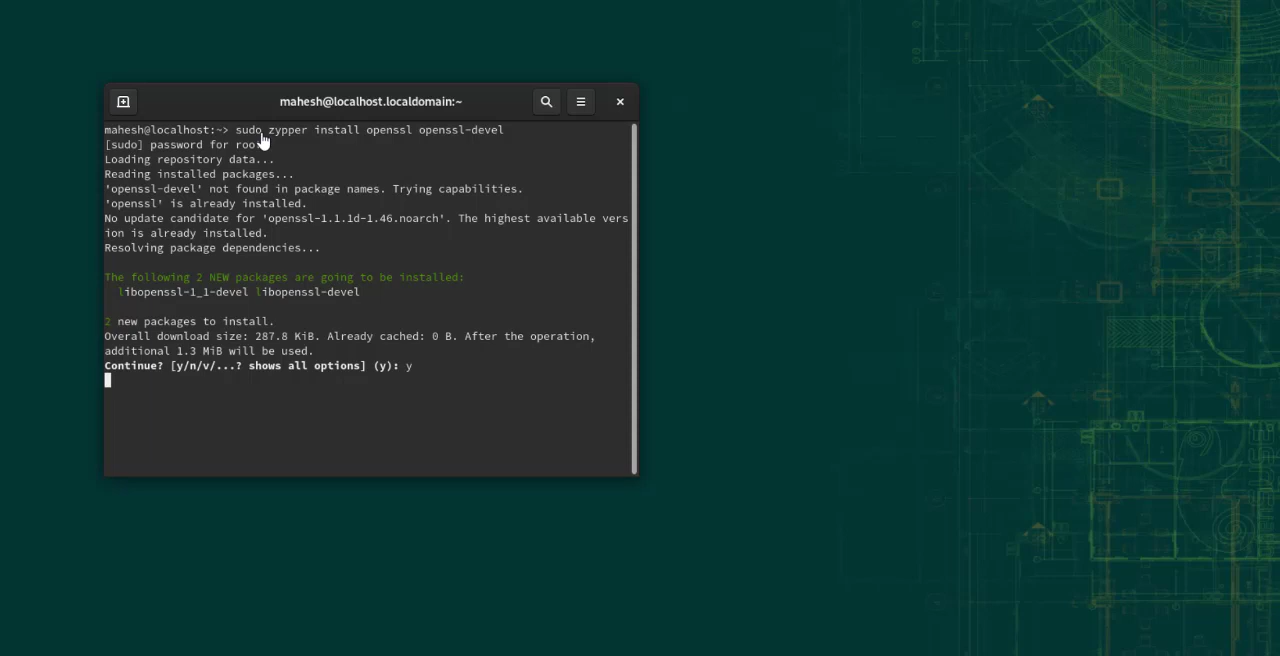 mahesh@localhost.localdomain:~
mahesh@localhost:~> sudo zypper install openssl openssl-devel
[sudo] password for roo
Loading repository data...
Reading installed packages...
'openssl-devel' not found in package names. Trying capabilities.
'openssl' is already installed.
No update candidate for 'openssl-1.1.1d-1.46.noarch'. The highest available vers
ion is already installed.
Resolving package dependencies...
The following 2 NEW packages are going to be installed:
libopenssl-1_1-devel libopenssl-devel
2 new packages to install.
Overall download size: 287.8 KiB. Already cached: 0 B. After the operation,
additional 1.3 MiB will be used.
Continue? [y/n/v/...? shows all options] (y): y